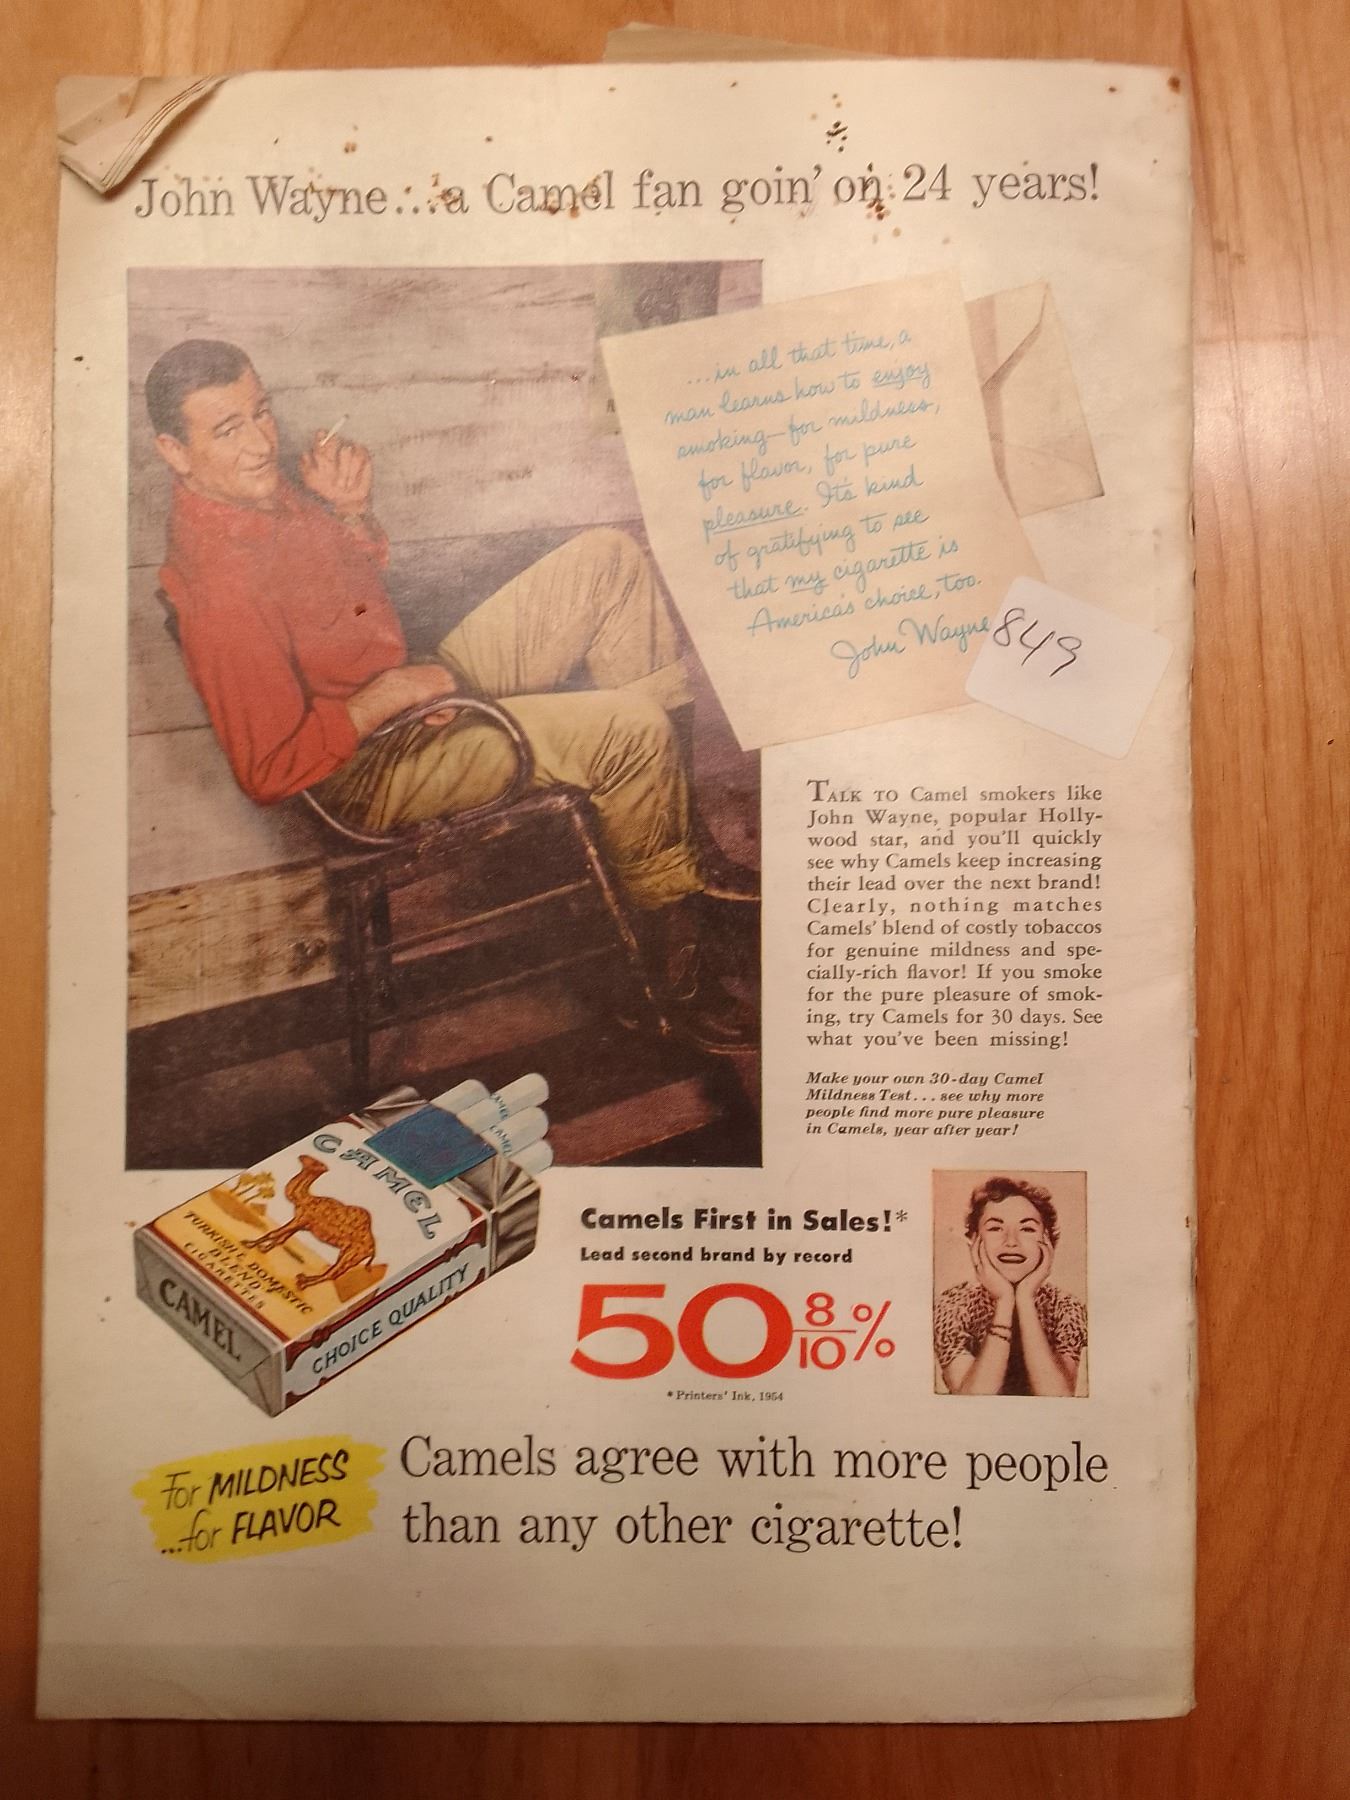 John Wayne...a Camel fan goin' on 24 years!
...in all that time, a
man learns how to enjoy
smoking—for mildness,
for flavor, for pure
pleasure. It's kind
of gratifying to see
that my cigarette is
America's choice, too.
John Wayne
849
TALK TO Camel smokers like
John Wayne, popular Holly-
wood star, and you'll quickly
see why Camels keep increasing
their lead over the next brand!
Clearly, nothing matches
Camels' blend of costly tobaccos
for genuine mildness and spe-
cially-rich flavor! If you smoke
for the pure pleasure of smok-
ing, try Camels for 30 days. See
what you've been missing!
Make your own 30-day Camel
Mildness Test...see why more
people find more pure pleasure
in Camels, year after year!
CAMEL
CAMEL
CAMEL
TURKISH & DOMESTIC
BLEND
CIGARETTES
CAMEL
CHOICE QUALITY
Camels First in Sales!*
Lead second brand by record
50 8/10 %
*Printers' Ink, 1954
For MILDNESS
...for FLAVOR
Camels agree with more people
than any other cigarette!